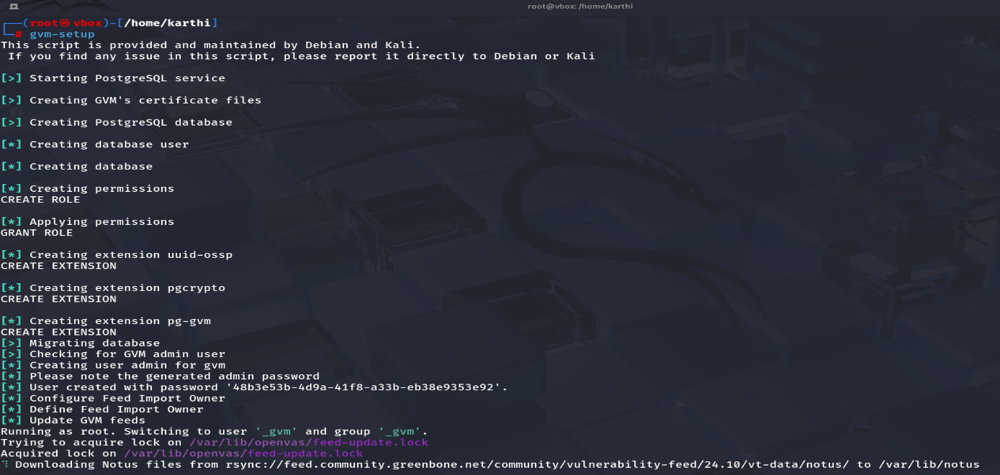 root@vbox: /home/karthi
┌──(root㉿vbox)-[/home/karthi]
└─# gvm-setup
This script is provided and maintained by Debian and Kali.
 If you find any issue in this script, please report it directly to Debian or Kali
[>] Starting PostgreSQL service
[>] Creating GVM's certificate files
[>] Creating PostgreSQL database
[*] Creating database user
[*] Creating database
[*] Creating permissions
CREATE ROLE
[*] Applying permissions
GRANT ROLE
[*] Creating extension uuid-ossp
CREATE EXTENSION
[*] Creating extension pgcrypto
CREATE EXTENSION
[*] Creating extension pg-gvm
CREATE EXTENSION
[>] Migrating database
[>] Checking for GVM admin user
[*] Creating user admin for gvm
[*] Please note the generated admin password
[*] User created with password '48b3e53b-4d9a-41f8-a33b-eb38e9353e92'.
[*] Configure Feed Import Owner
[*] Define Feed Import Owner
[*] Update GVM feeds
Running as root. Switching to user '_gvm' and group '_gvm'.
Trying to acquire lock on /var/lib/openvas/feed-update.lock
Acquired lock on /var/lib/openvas/feed-update.lock
⠹ Downloading Notus files from rsync://feed.community.greenbone.net/community/vulnerability-feed/24.10/vt-data/notus/ to /var/lib/notus